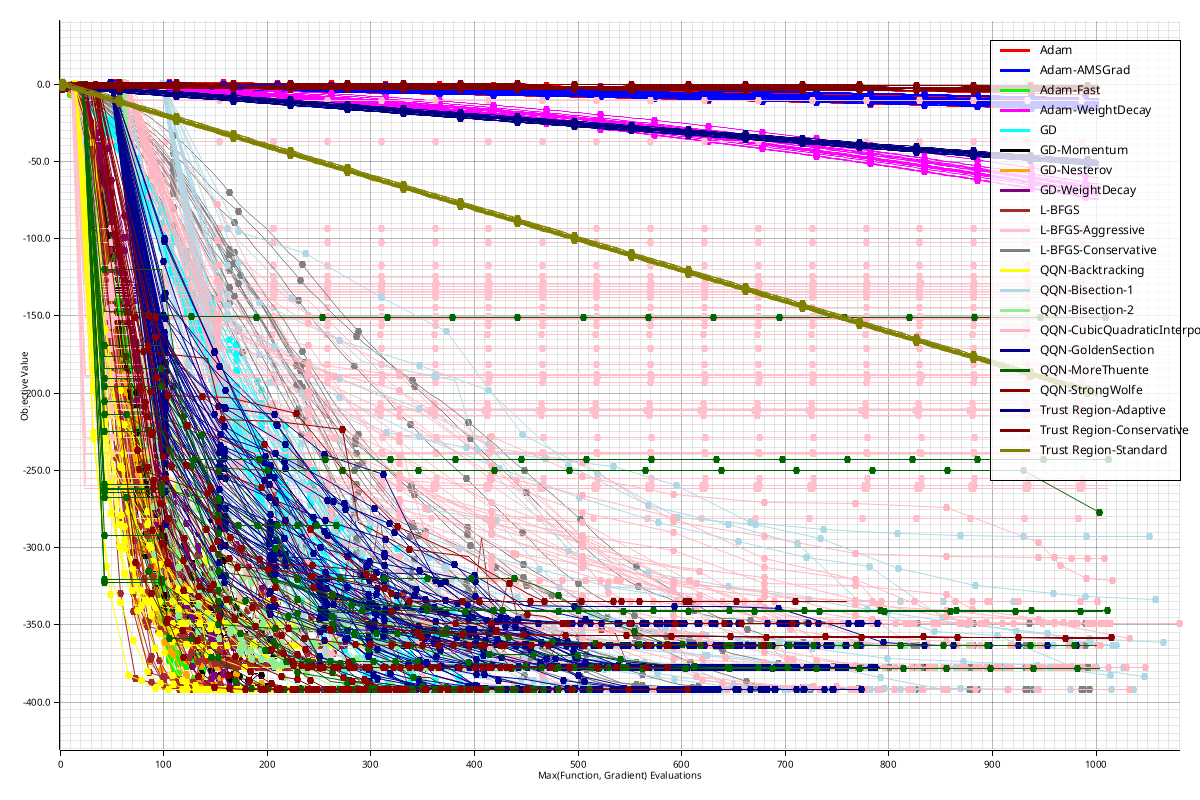 0.0
-50.0
-100.0
-150.0
-200.0
-250.0
-300.0
-350.0
-400.0
Objective Value
0 100 200 300 400 500 600 700 800 900 1000
Max(Function, Gradient) Evaluations
Adam
Adam-AMSGrad
Adam-Fast
Adam-WeightDecay
GD
GD-Momentum
GD-Nesterov
GD-WeightDecay
L-BFGS
L-BFGS-Aggressive
L-BFGS-Conservative
QQN-Backtracking
QQN-Bisection-1
QQN-Bisection-2
QQN-CubicQuadraticInterpo
QQN-GoldenSection
QQN-MoreThuente
QQN-StrongWolfe
Trust Region-Adaptive
Trust Region-Conservative
Trust Region-Standard